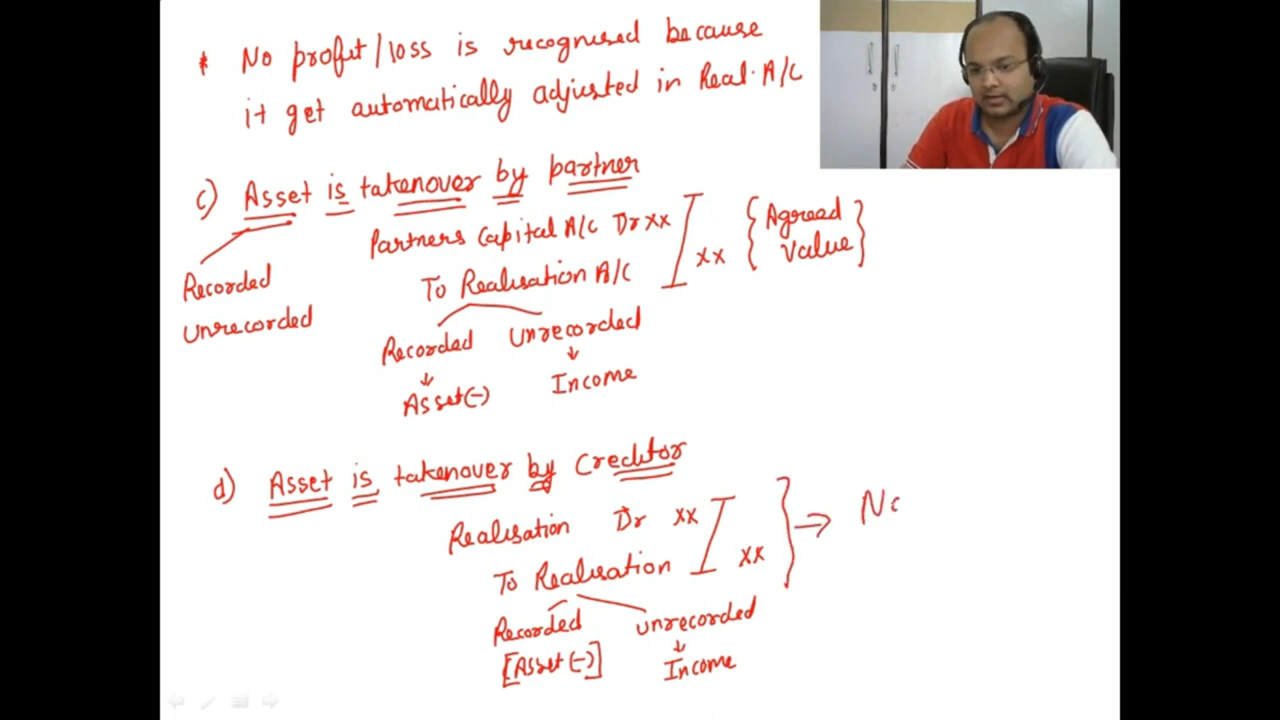 * No profit/loss is recognised because
it get automatically adjusted in Real. A/C
c) Asset is takenover by partner
Recorded
unrecorded
Partners Capital A/C Dr xx
To Realisation A/C xx
{Agreed Value}
Recorded Unrecorded
Asset(-) Income
d) Asset is takenover by Creditor
Realisation Dr xx
To Realisation xx
→ No
Recorded unrecorded
[Asset (-)] Income